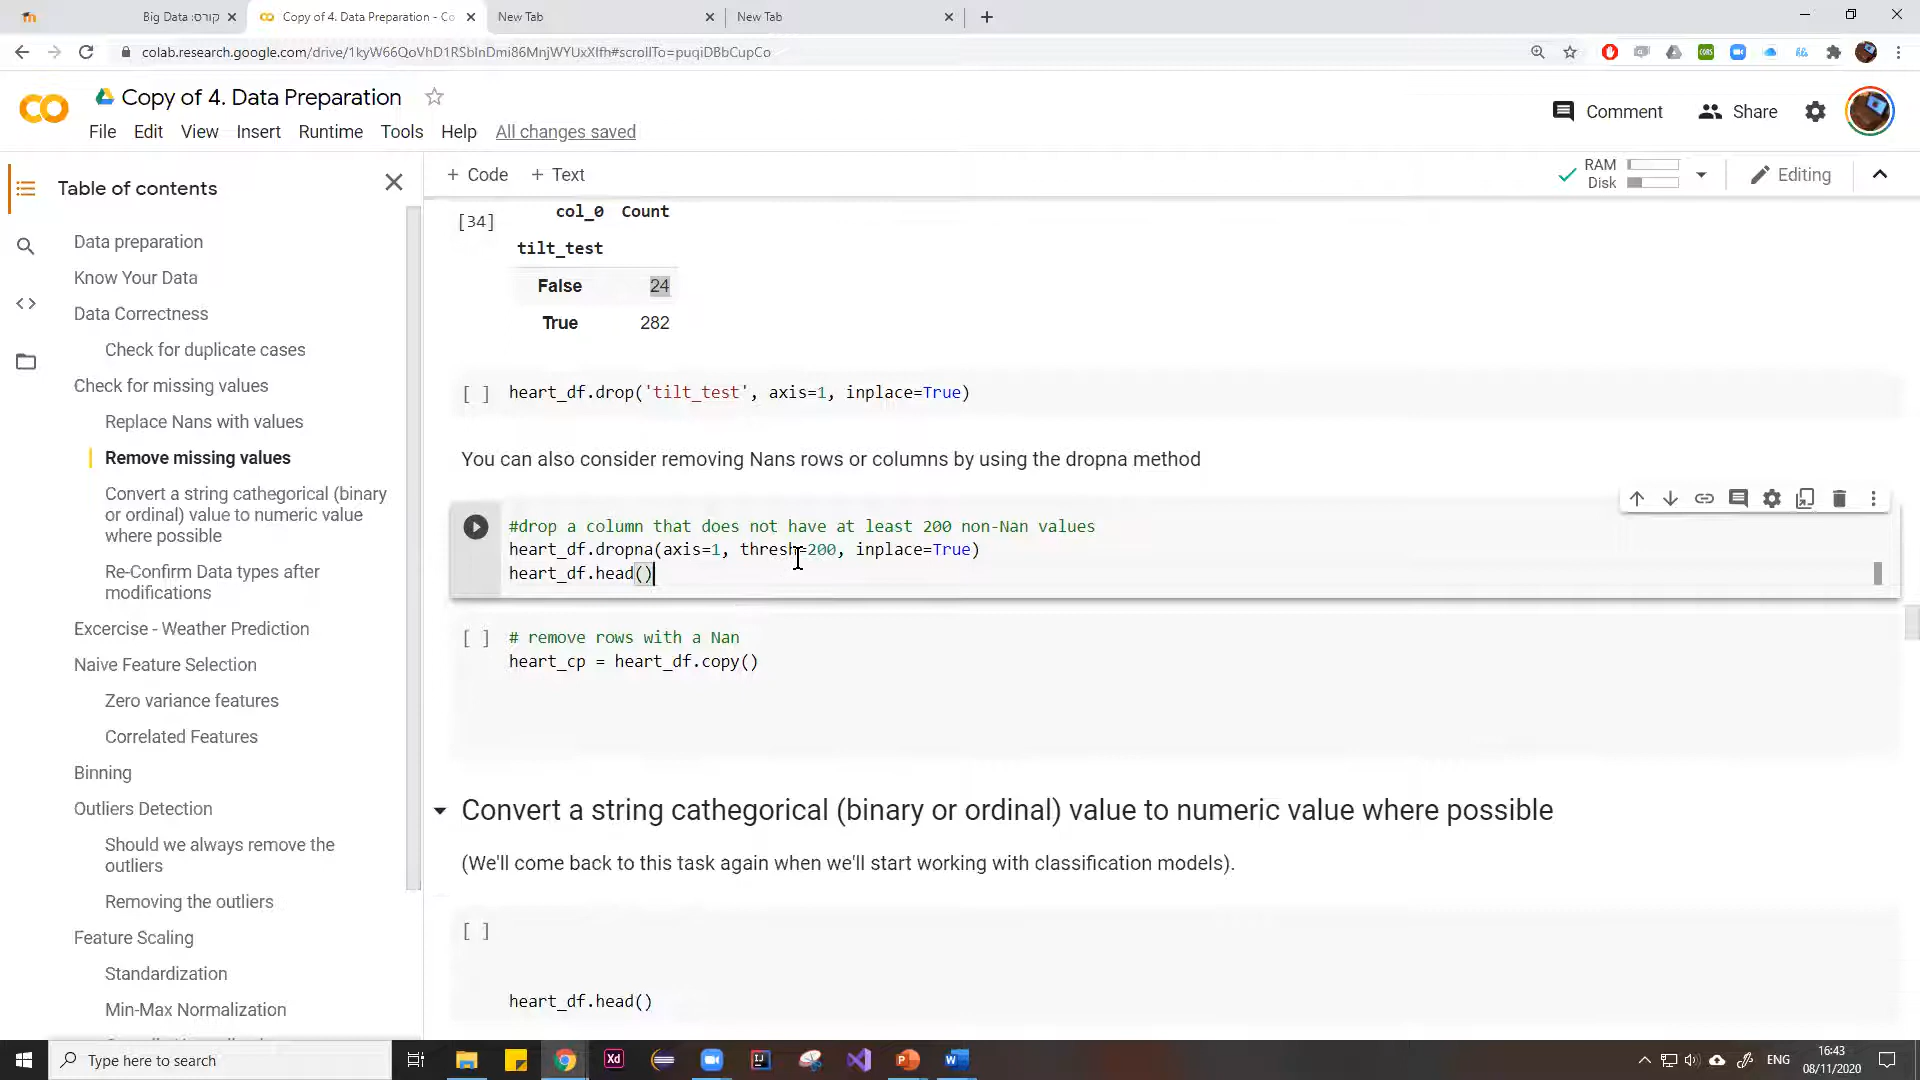 Big Data :קורס
Copy of 4. Data Preparation - Co
New Tab
New Tab
colab.research.google.com/drive/1kyW66QoVhD1RSbInDmi86MnjWYUxXIfh#scrollTo=puqiDBbCupCo
Copy of 4. Data Preparation
File Edit View Insert Runtime Tools Help All changes saved
Comment
Share
Table of contents
Data preparation
Know Your Data
Data Correctness
Check for duplicate cases
Check for missing values
Replace Nans with values
Remove missing values
Convert a string cathegorical (binary
or ordinal) value to numeric value
where possible
Re-Confirm Data types after
modifications
Excercise - Weather Prediction
Naive Feature Selection
Zero variance features
Correlated Features
Binning
Outliers Detection
Should we always remove the
outliers
Removing the outliers
Feature Scaling
Standardization
Min-Max Normalization
+ Code + Text
RAM
Disk
Editing
[34]
col_0 Count
tilt_test
False 24
True 282
[ ] heart_df.drop('tilt_test', axis=1, inplace=True)
You can also consider removing Nans rows or columns by using the dropna method
#drop a column that does not have at least 200 non-Nan values
heart_df.dropna(axis=1, thresh=200, inplace=True)
heart_df.head()
[ ] # remove rows with a Nan
heart_cp = heart_df.copy()
Convert a string cathegorical (binary or ordinal) value to numeric value where possible
(We'll come back to this task again when we'll start working with classification models).
[ ]
heart_df.head()
Type here to search
ENG
16:43
08/11/2020